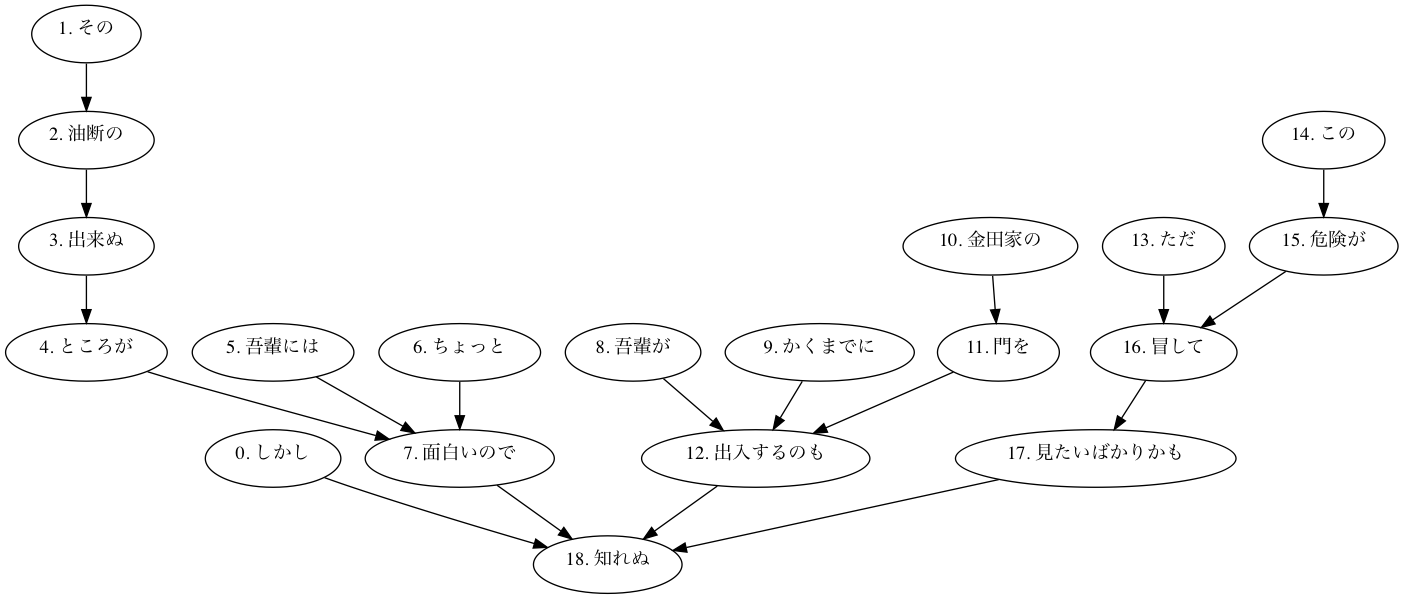 1. その
2. 油断の
14. この
3. 出来ぬ
10. 金田家の
13. ただ
15. 危険が
4. ところが
5. 吾輩には
6. ちょっと
8. 吾輩が
9. かくまでに
11. 門を
16. 冒して
0. しかし
7. 面白いので
12. 出入するのも
17. 見たいばかりかも
18. 知れぬ